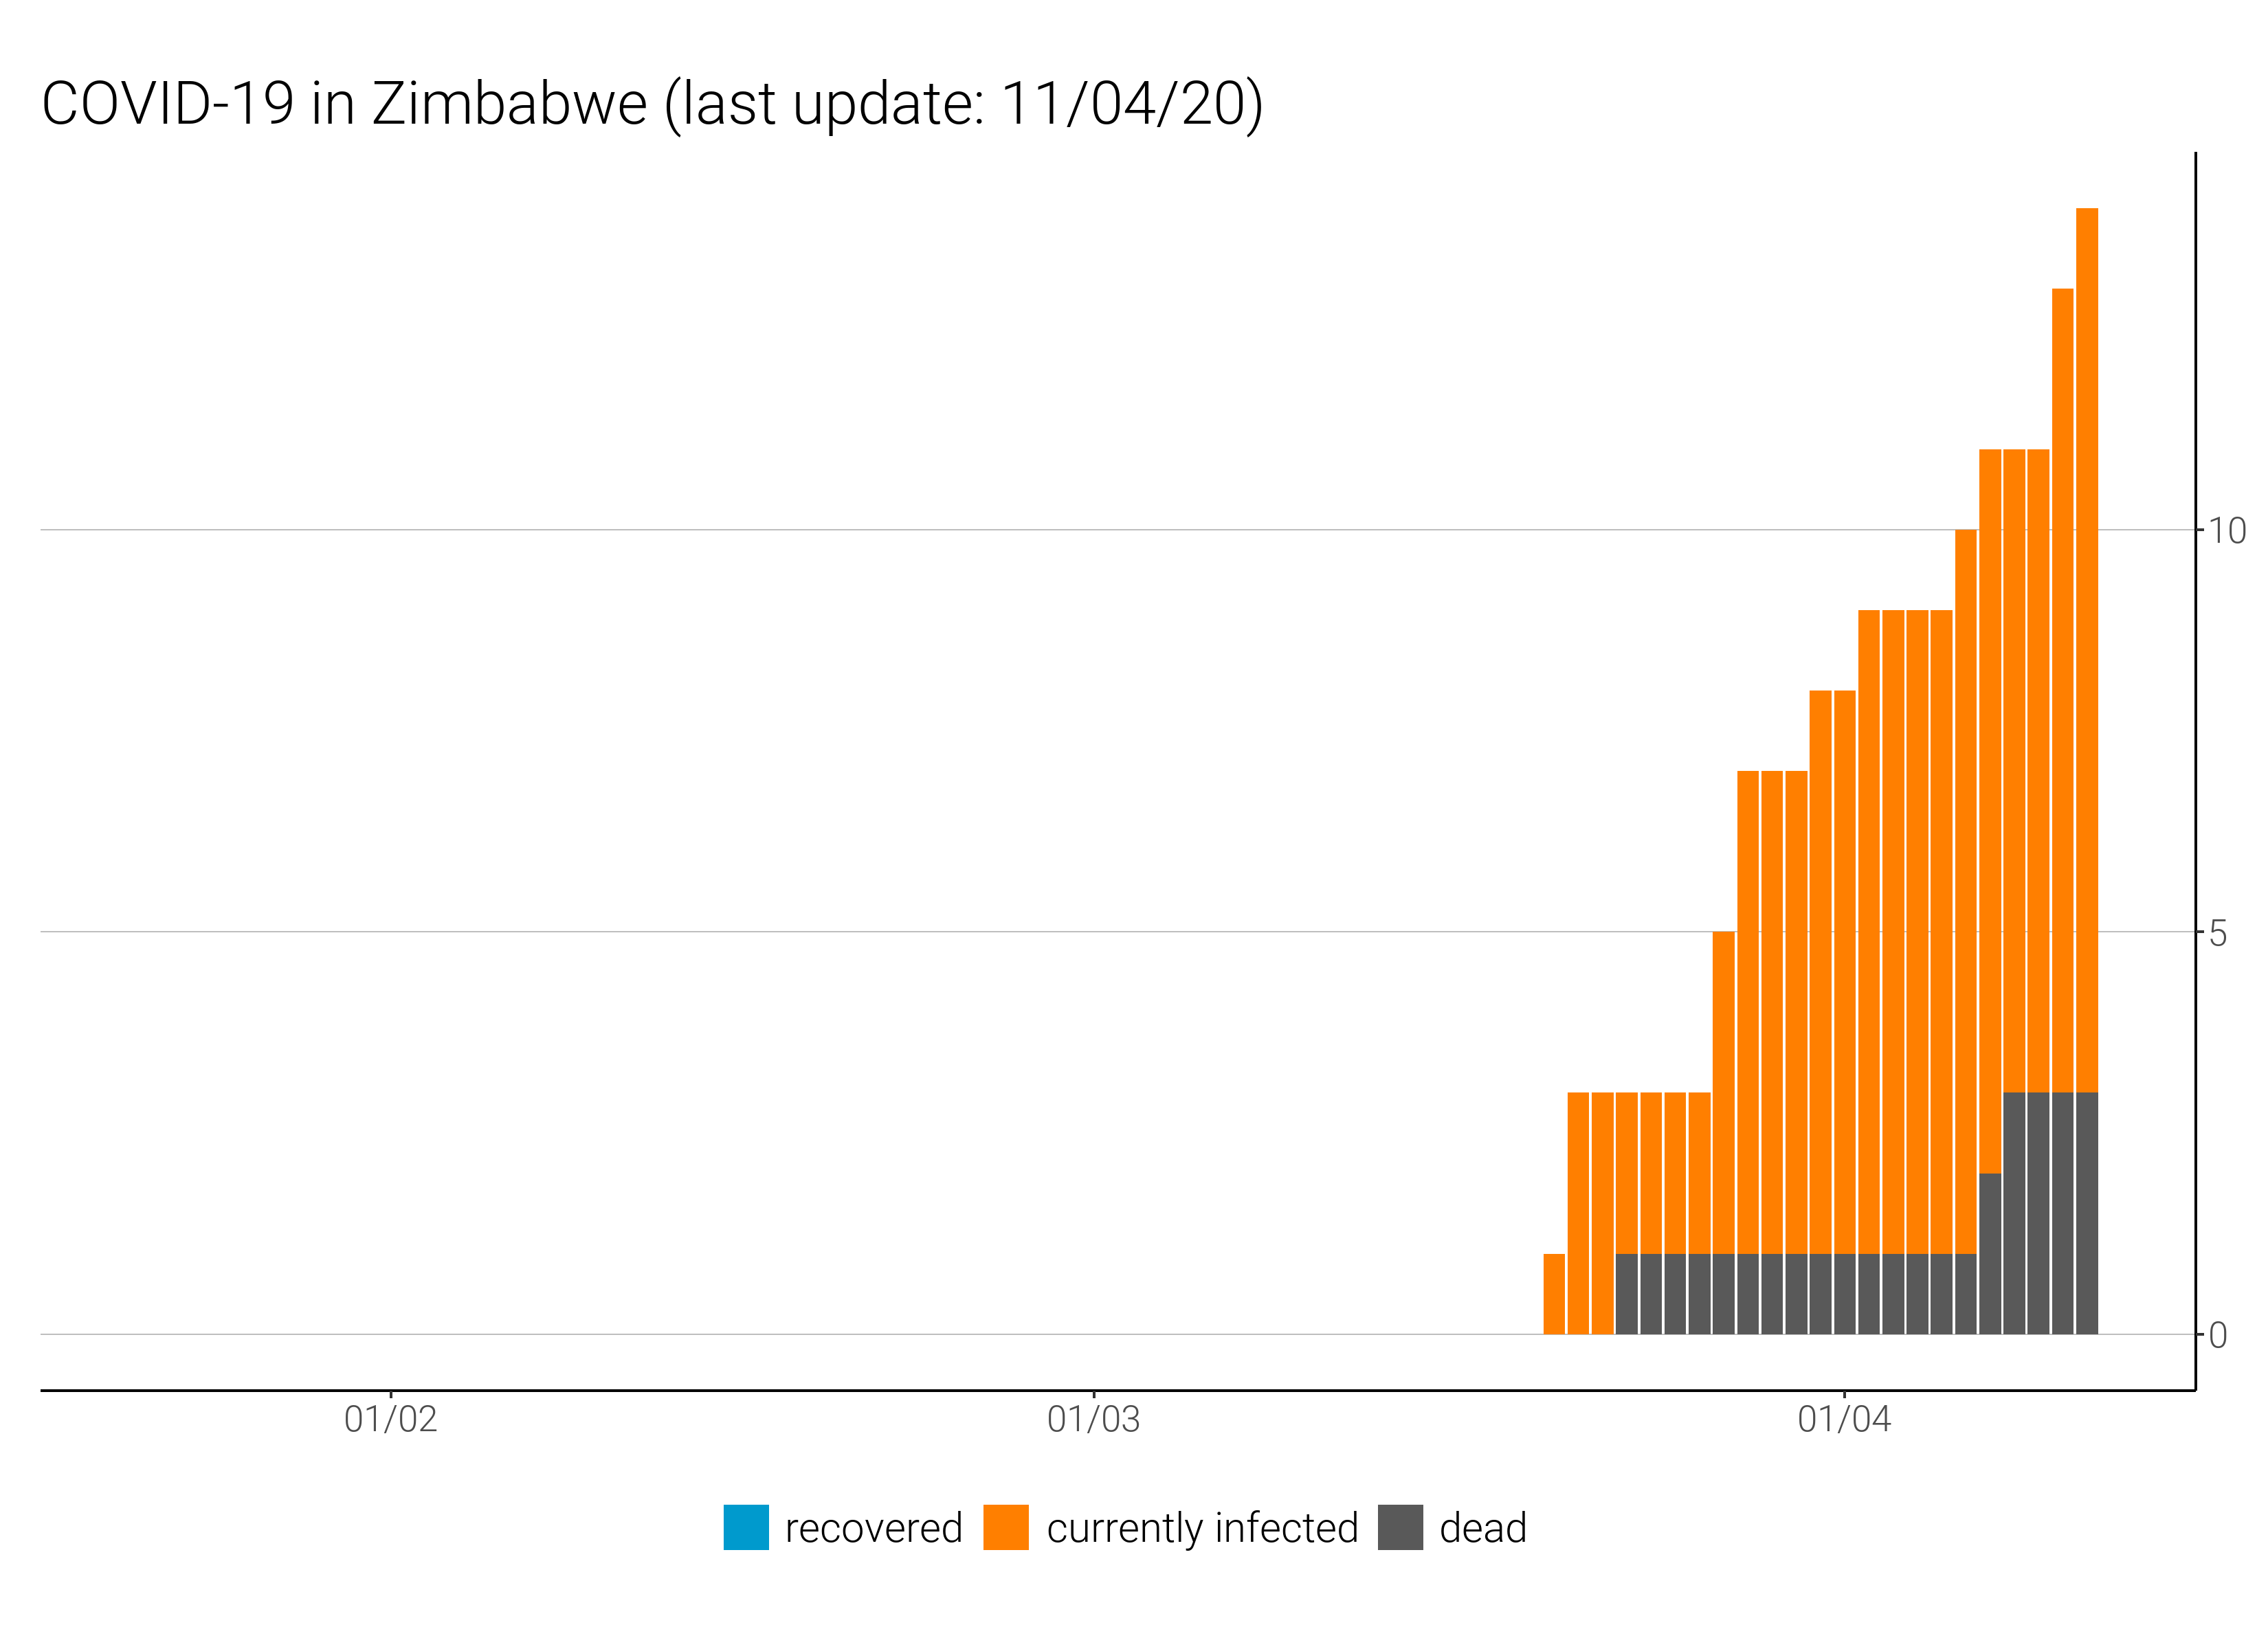 COVID-19 in Zimbabwe (last update: 11/04/20)
10
5
0
01/02 01/03 01/04
recovered currently infected dead